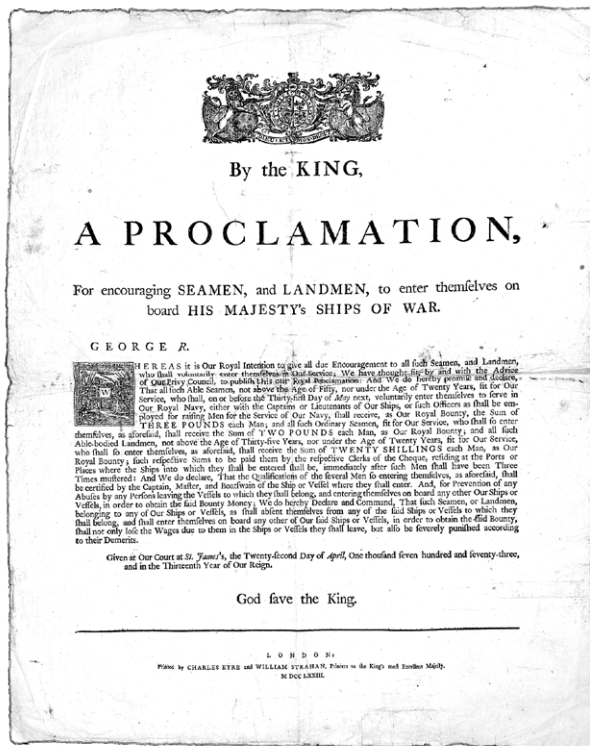 By the KING,
A PROCLAMATION,
For encouraging SEAMEN, and LANDMEN, to enter themſelves on
board HIS MAJESTY's SHIPS OF WAR.
GEORGE R.
WHEREAS it is our Royal Intention to give all due Encouragement to all ſuch Seamen, and Landmen,
who ſhall voluntarily enter themſelves in Our Service; We have thought fit, by and with the Advice
of Our Privy Council, to publiſh this our Royal Proclamation: And We do hereby promiſe and declare,
That all ſuch Able Seamen, not above the Age of Fifty, nor under the Age of Twenty Years, fit for Our
Service, who ſhall, on or before the Thirty-firſt Day of May next, voluntarily enter themſelves to ſerve in
Our Royal Navy, either with the Captains or Lieutenants of Our Ships, or ſuch Officers as ſhall be em-
ployed for raiſing Men for the Service of Our Navy, ſhall receive, as Our Royal Bounty, the Sum of
THREE POUNDS each Man; and all ſuch Ordinary Seamen, fit for Our Service, who ſhall ſo enter
themſelves, as aforeſaid, ſhall receive the Sum of TWO POUNDS each Man, as Our Royal Bounty; and all ſuch
Able-bodied Landmen, not above the Age of Thirty-five Years, nor under the Age of Twenty Years, fit for Our Service,
who ſhall ſo enter themſelves, as aforeſaid, ſhall receive the Sum of TWENTY SHILLINGS each Man, as Our
Royal Bounty; ſuch reſpective Sums to be paid them by the reſpective Clerks of the Cheque, reſiding at the Ports or
Places where the Ships into which they ſhall be entered ſhall be, immediately after ſuch Men ſhall have been Three
Times muſtered: And We do declare, That the Qualifications of the ſeveral Men ſo entering themſelves, as aforeſaid, ſhall
be certified by the Captain, Maſter, and Boatſwain of the Ship or Veſſel where they ſhall enter. And, for Prevention of any
Abuſes by any Perſons leaving the Veſſels to which they ſhall belong, and entering themſelves on board any other Our Ships or
Veſſels, in order to obtain the ſaid Bounty Money; We do hereby Declare and Command, That ſuch Seamen, or Landmen,
belonging to any of Our Ships or Veſſels, as ſhall abſent themſelves from any of the ſaid Ships or Veſſels to which they
ſhall belong, and ſhall enter themſelves on board any other of Our ſaid Ships or Veſſels, in order to obtain the ſaid Bounty,
ſhall not only loſe the Wages due to them in the Ships or Veſſels they ſhall leave, but alſo be ſeverely puniſhed according
to their Demerits.
Given at Our Court at St. James's, the Twenty-ſecond Day of April, One thouſand ſeven hundred and ſeventy-three,
and in the Thirteenth Year of Our Reign.
God ſave the King.
LONDON:
Printed by CHARLES EYRE and WILLIAM STRAHAN, Printers to the King's moſt Excellent Majeſty.
M DCC LXXIII.